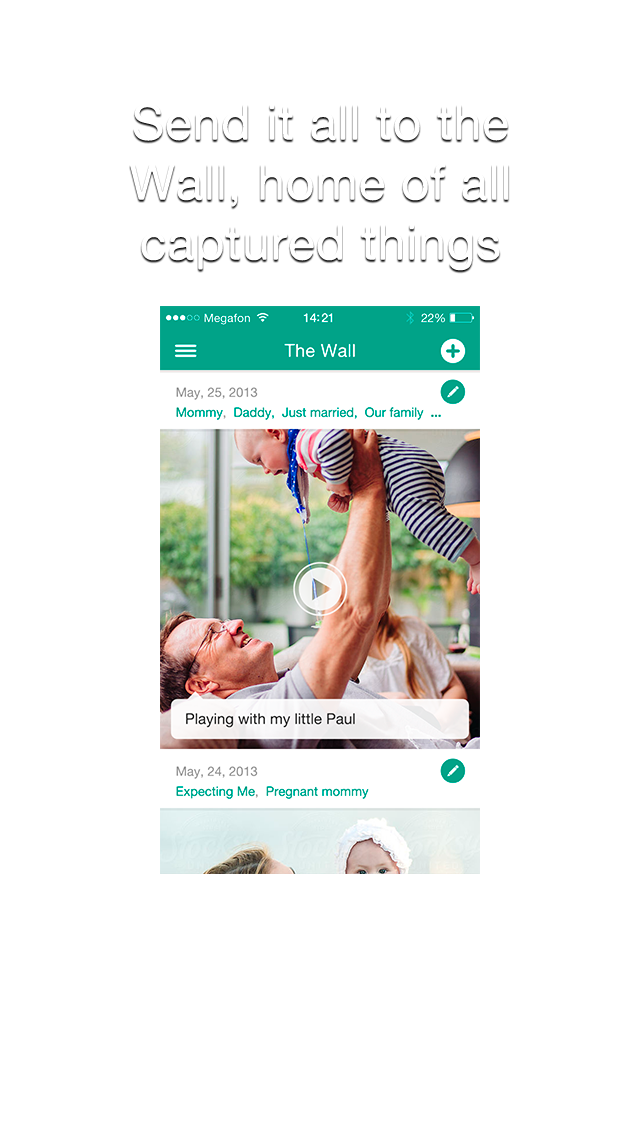 Send it all to the
Wall, home of all
captured things
Megafon 14:21 22%
The Wall
May, 25, 2013
Mommy, Daddy, Just married, Our family ...
Playing with my little Paul
May, 24, 2013
Expecting Me, Pregnant mommy